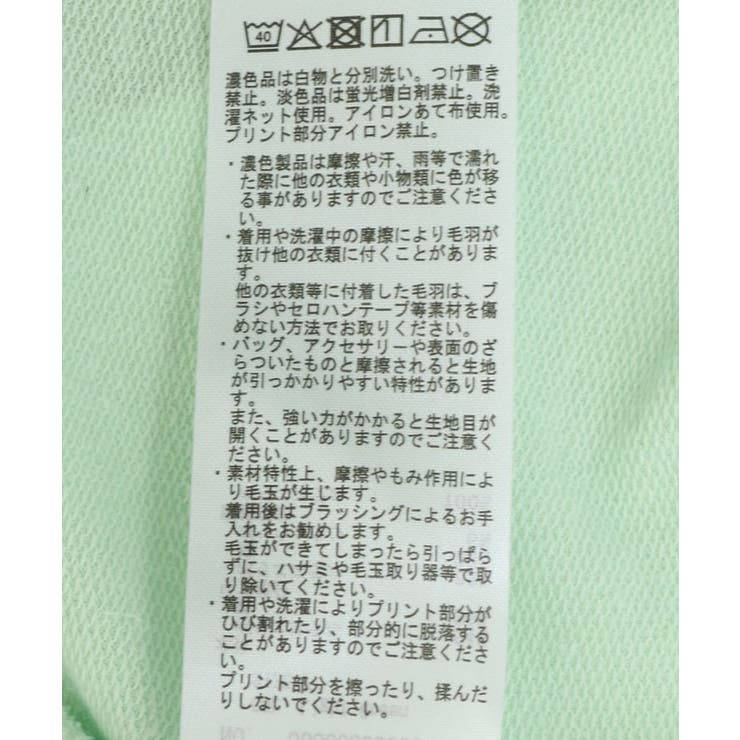 40
濃色品は白物と分別洗い。つけ置き
禁止。淡色品は蛍光増白剤禁止。洗
濯ネット使用。アイロンあて布使用。
プリント部分アイロン禁止。
・濃色製品は摩擦や汗、雨等で濡れ
た際に他の衣類や小物類に色が移
る事がありますのでご注意くださ
い。
・着用や洗濯中の摩擦により毛羽が
抜け他の衣類に付くことがありま
す。
他の衣類等に付着した毛羽は、ブ
ラシやセロハンテープ等素材を傷
めない方法でお取りください。
・バッグ、アクセサリーや表面のざ
らついたものと摩擦されると生地
が引っかかりやすい特性がありま
す。
また、強い力がかかると生地目が
開くことがありますのでご注意く
ださい。
・素材特性上、摩擦やもみ作用によ
り毛玉が生じます。
着用後はブラッシングによるお手
入れをお勧めします。
毛玉ができてしまったら引っぱら
ずに、ハサミや毛玉取り器等で取
り除いてください。
・着用や洗濯によりプリント部分が
ひび割れたり、部分的に脱落する
ことがありますのでご注意くださ
い。
プリント部分を擦ったり、揉んだ
りしないでください。